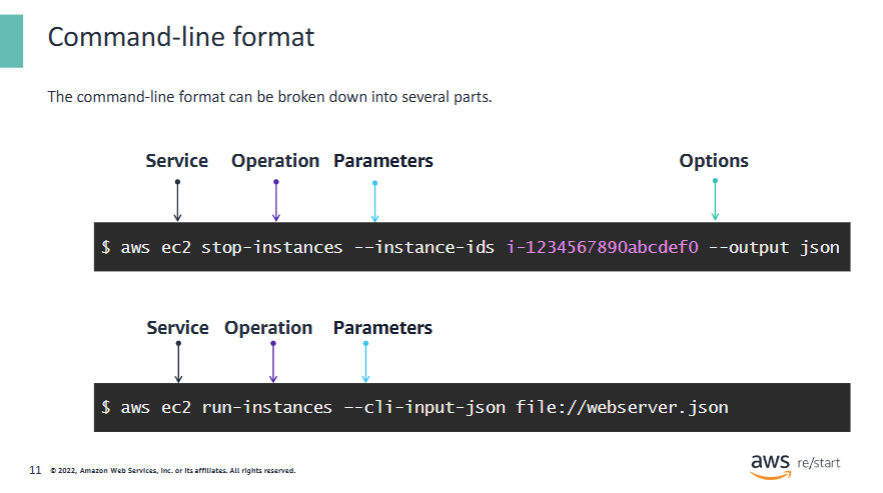 Command-line format
The command-line format can be broken down into several parts.
Service Operation Parameters Options
$ aws ec2 stop-instances --instance-ids i-1234567890abcdef0 --output json
Service Operation Parameters
$ aws ec2 run-instances --cli-input-json file://webserver.json
11 © 2022, Amazon Web Services, Inc. or its affiliates. All rights reserved.
aws re/start